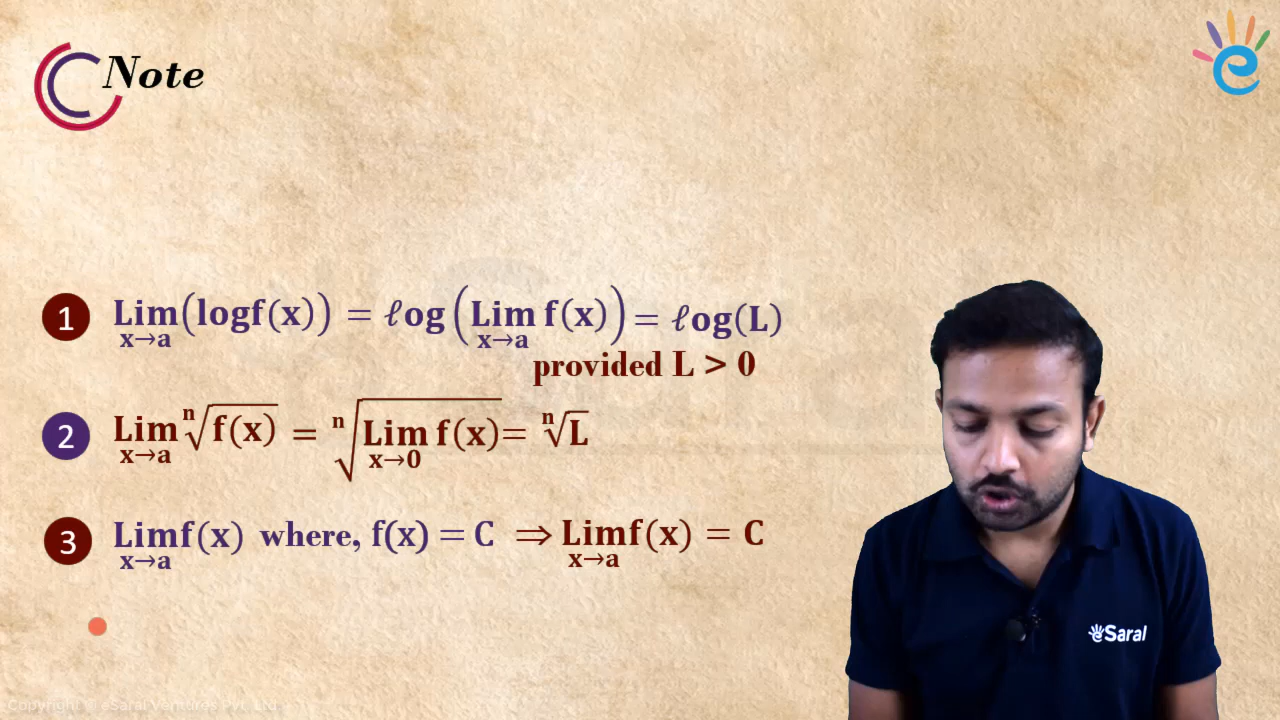 Note
1 Lim(logf(x)) = ℓog(Lim f(x)) = ℓog(L)
x→a x→a
provided L > 0
2 Lim ⁿ√f(x) = ⁿ√Lim f(x) = ⁿ√L
x→a x→0
3 Limf(x) where, f(x) = C ⇒ Limf(x) = C
x→a x→a
eSaral
Copyright © eSaral Ventures Pvt. Ltd.